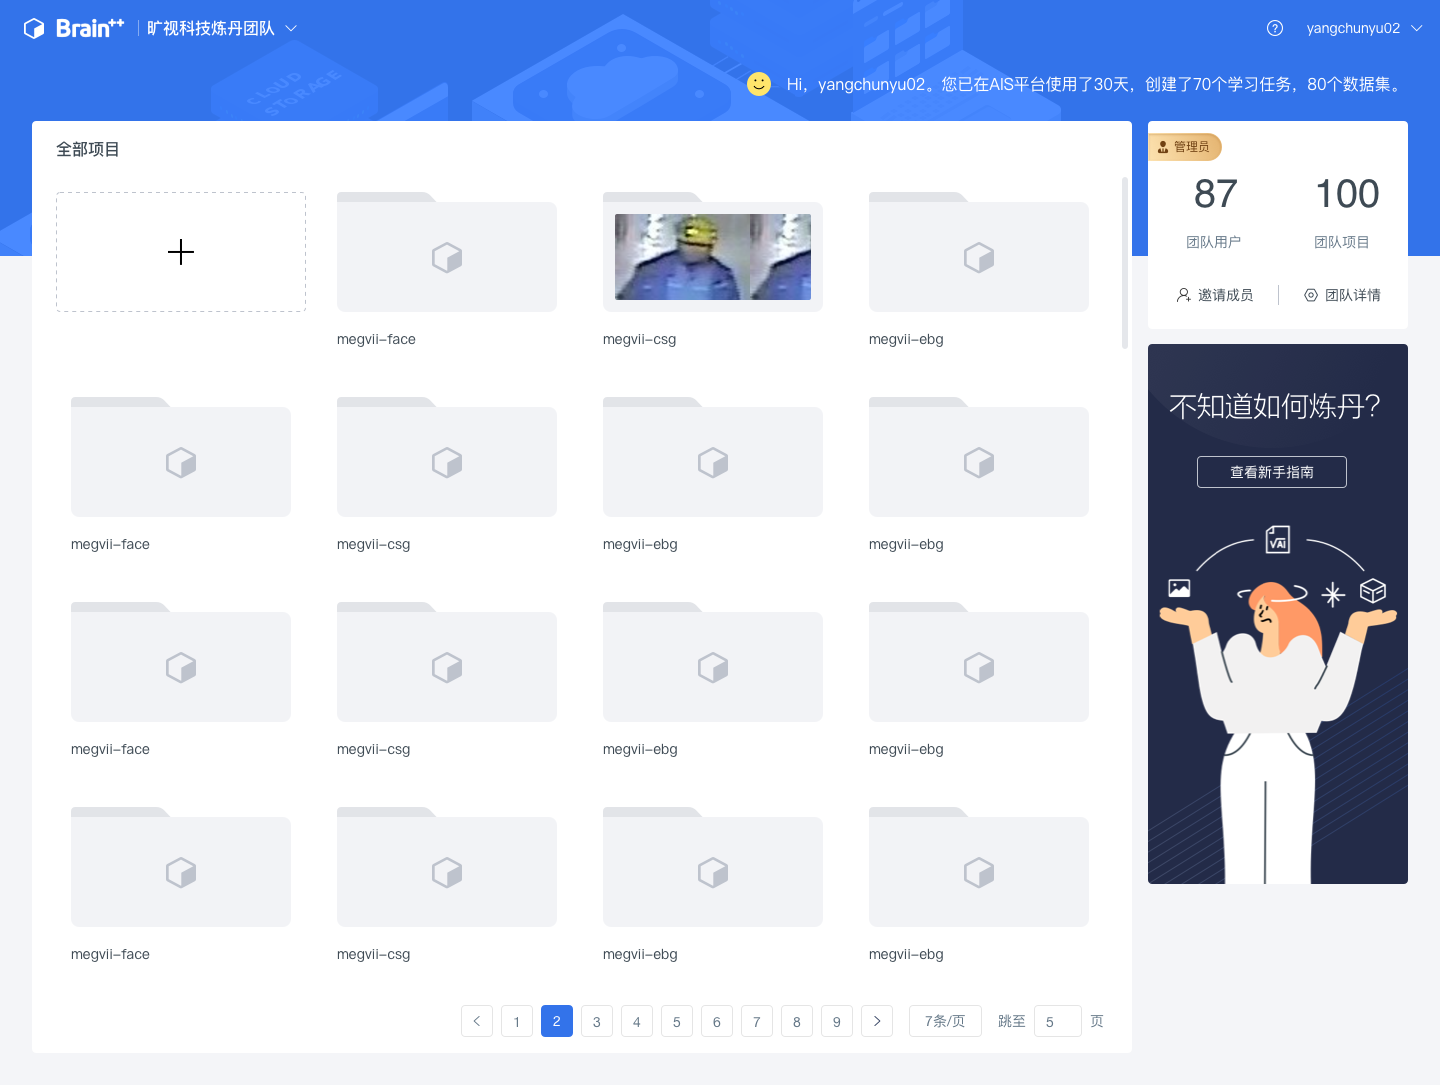 Brain++
旷视科技炼丹团队
yangchunyu02
CLOUD
STORAGE
Hi，yangchunyu02。您已在AIS平台使用了30天，创建了70个学习任务，80个数据集。
全部项目
megvii-face
megvii-csg
megvii-ebg
megvii-face
megvii-csg
megvii-ebg
megvii-ebg
megvii-face
megvii-csg
megvii-ebg
megvii-ebg
megvii-face
megvii-csg
megvii-ebg
megvii-ebg
1 2 3 4 5 6 7 8 9 7条/页 跳至 5 页
管理员
87 100
团队用户 团队项目
邀请成员 团队详情
不知道如何炼丹？
查看新手指南
√Ai